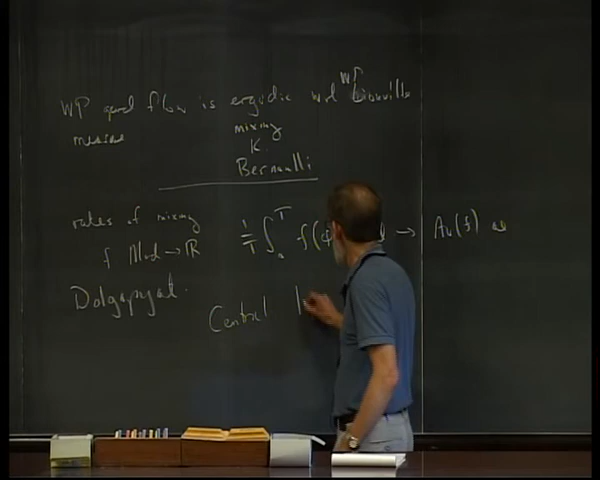 WP geod flow is ergodic wrt WP Liouville
measure
mixing
K
Bernoulli
rates of mixing
f Mod → ℝ
1/T ∫₀ᵀ f(φ → Av(f) as
Dolgopyat.
Central l